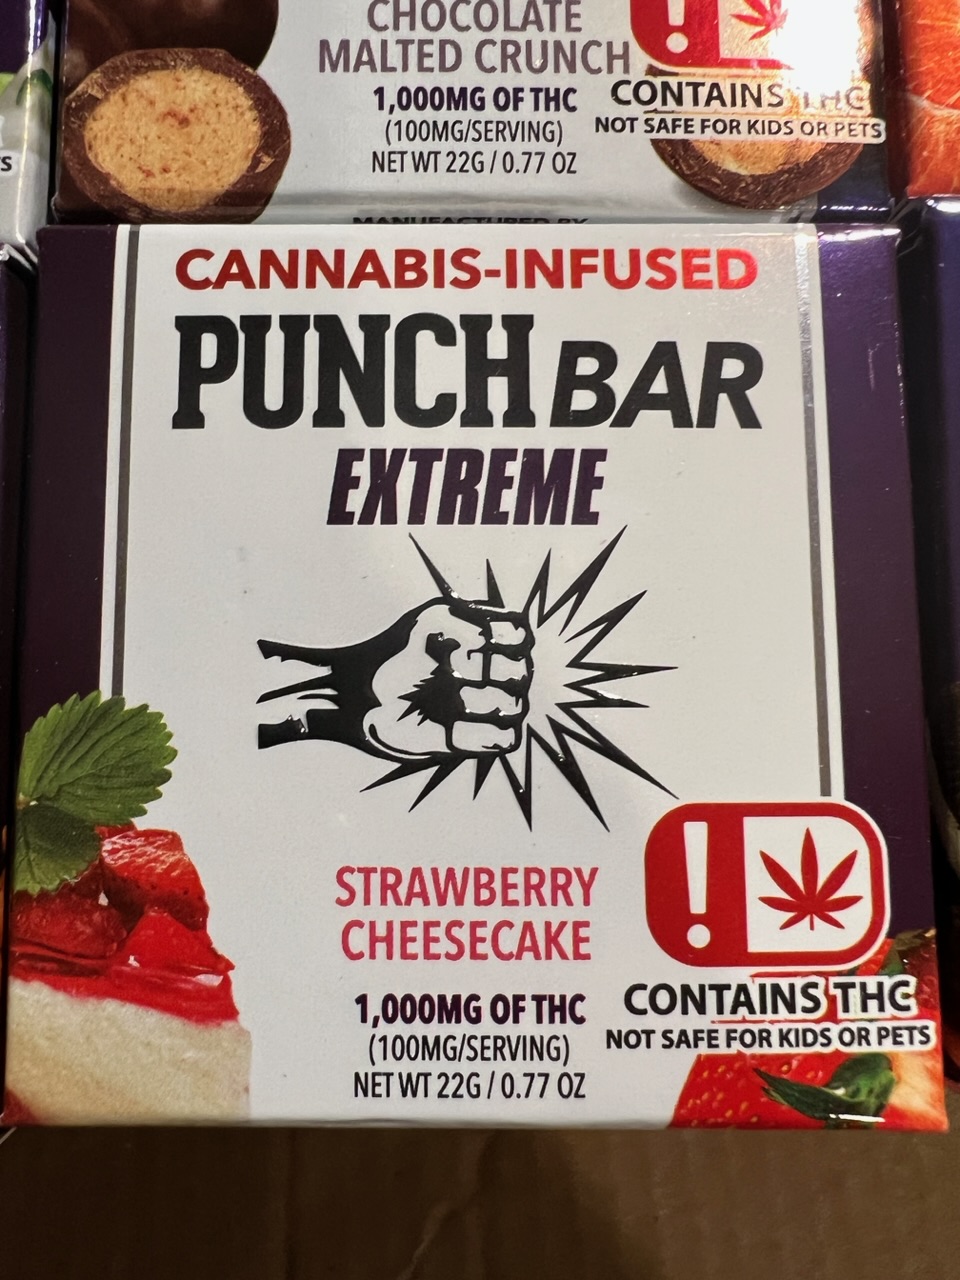 CHOCOLATE
MALTED CRUNCH
1,000MG OF THC
(100MG/SERVING)
NET WT 22G / 0.77 OZ
CONTAINS THC
NOT SAFE FOR KIDS OR PETS
MANUFACTURED BY
CANNABIS-INFUSED
PUNCH BAR
EXTREME
STRAWBERRY
CHEESECAKE
1,000MG OF THC
(100MG/SERVING)
NET WT 22G / 0.77 OZ
!
CONTAINS THC
NOT SAFE FOR KIDS OR PETS